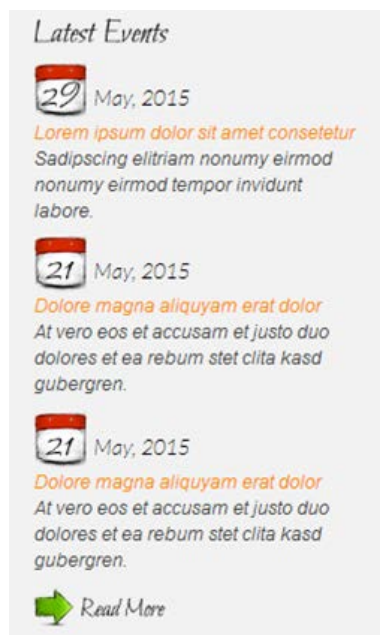 Latest Events
29 May, 2015
Lorem ipsum dolor sit amet consetetur
Sadipscing elitriam nonumy eirmod
nonumy eirmod tempor invidunt
labore.
21 May, 2015
Dolore magna aliquyam erat dolor
At vero eos et accusam et justo duo
dolores et ea rebum stet clita kasd
gubergren.
21 May, 2015
Dolore magna aliquyam erat dolor
At vero eos et accusam et justo duo
dolores et ea rebum stet clita kasd
gubergren.
Read More